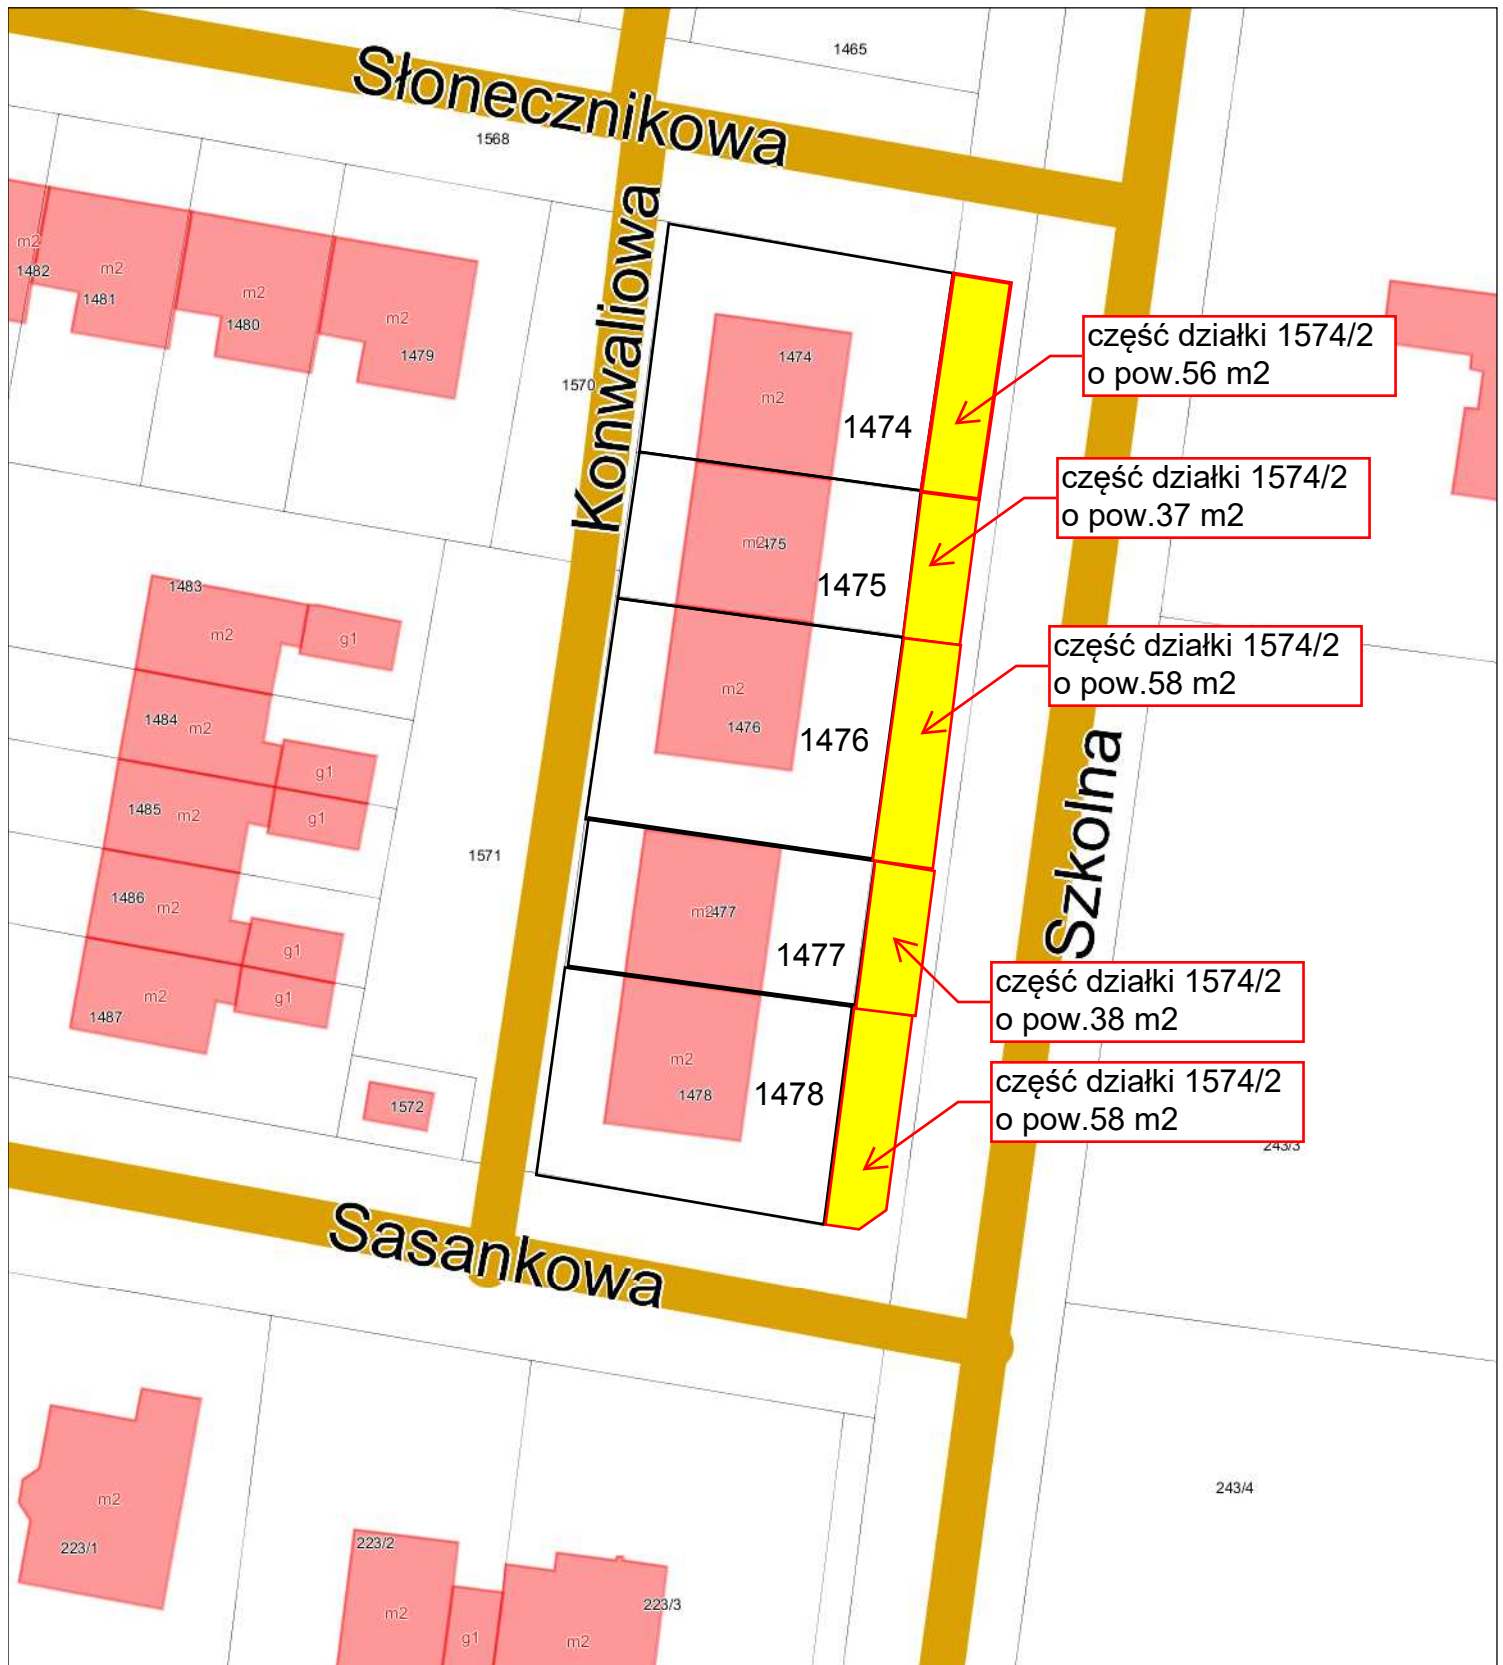 1465
Słonecznikowa
1568
Konwaliowa
m2
1482
m2
1481
m2
1480
m2
1479
1570
1474
m2
1474
część działki 1574/2
o pow.56 m2
część działki 1574/2
o pow.37 m2
m2
1475
1483
m2
g1
część działki 1574/2
o pow.58 m2
1484
m2
g1
m2
1476
1476
Szkolna
1485
m2
g1
1571
1486
m2
g1
m2
1477
część działki 1574/2
o pow.38 m2
m2
g1
1487
m2
1478
1478
część działki 1574/2
o pow.58 m2
1572
243/3
Sasankowa
m2
223/1
243/4
223/2
m2
g1
m2
223/3